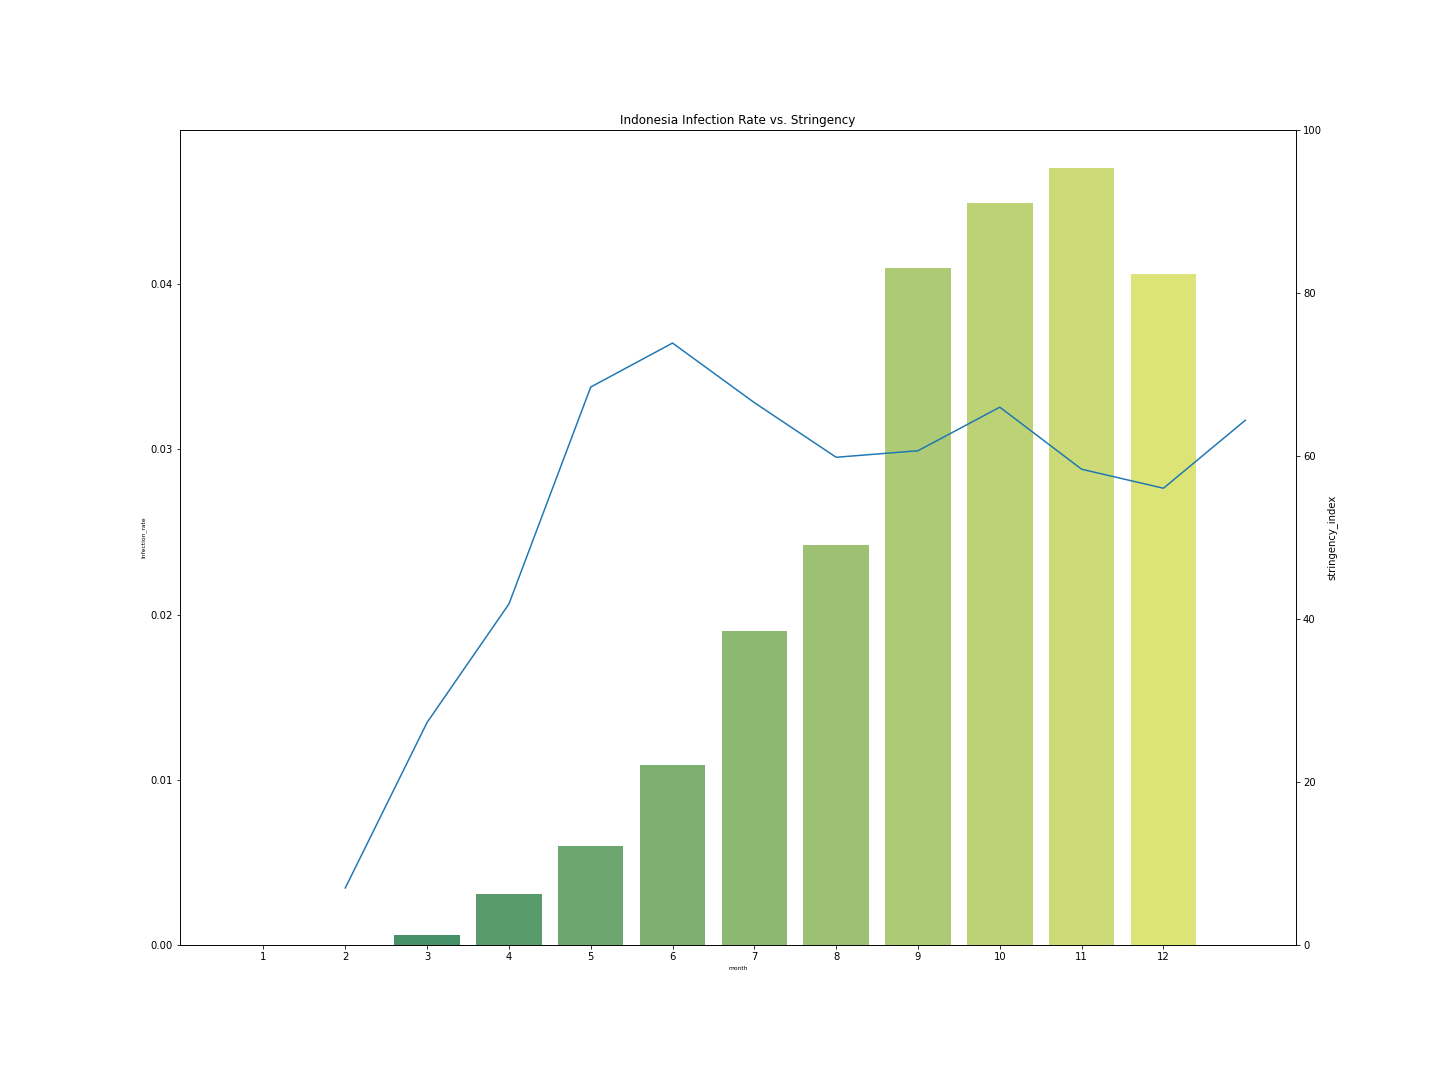 Indonesia Infection Rate vs. Stringency
100
0.04
80
0.03
60
Infection_rate
stringency_index
0.02
40
0.01
20
0.00
0
1 2 3 4 5 6 7 8 9 10 11 12
month